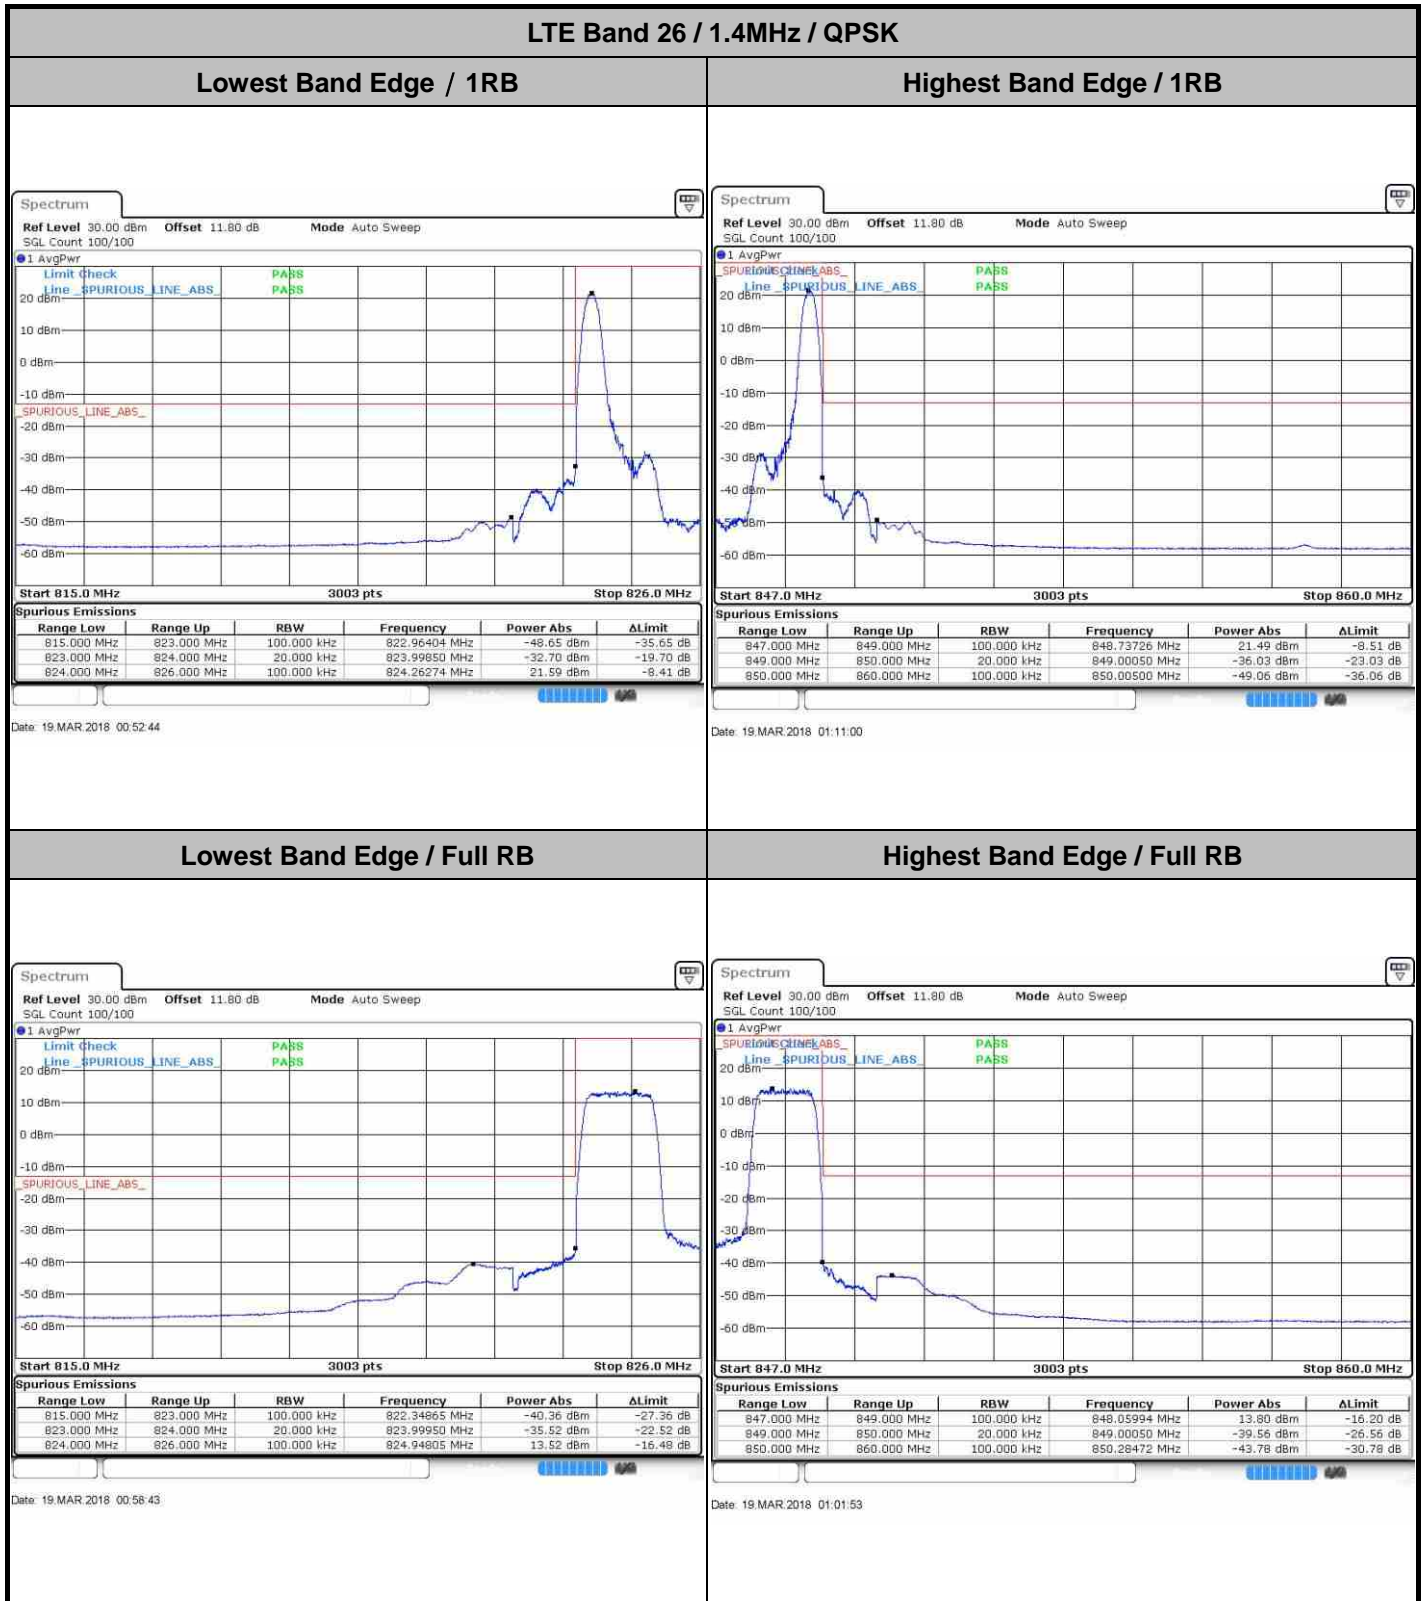 LTE Band 26 / 1.4MHz / QPSK
Lowest Band Edge / 1RB
Highest Band Edge / 1RB
Spectrum
Ref Level 30.00 dBm Offset 11.80 dB Mode Auto Sweep
SGL Count 100/100
1 AvgPwr
Limit Check PASS
Line _SPURIOUS_LINE_ABS_ PASS
20 dBm
10 dBm
0 dBm
-10 dBm
_SPURIOUS_LINE_ABS_
-20 dBm
-30 dBm
-40 dBm
-50 dBm
-60 dBm
Start 815.0 MHz 3003 pts Stop 826.0 MHz
Spurious Emissions
Range Low Range Up RBW Frequency Power Abs ΔLimit
815.000 MHz 823.000 MHz 100.000 kHz 822.96404 MHz -48.65 dBm -35.65 dB
823.000 MHz 824.000 MHz 20.000 kHz 823.99850 MHz -32.70 dBm -19.70 dB
824.000 MHz 826.000 MHz 100.000 kHz 824.26274 MHz 21.59 dBm -8.41 dB
Date: 19.MAR.2018 00:52:44
Spectrum
Ref Level 30.00 dBm Offset 11.80 dB Mode Auto Sweep
SGL Count 100/100
1 AvgPwr
_SPURIOUS_LINE_ABS_
Limit Check PASS
Line _SPURIOUS_LINE_ABS_ PASS
20 dBm
10 dBm
0 dBm
-10 dBm
-20 dBm
-30 dBm
-40 dBm
-50 dBm
-60 dBm
Start 847.0 MHz 3003 pts Stop 860.0 MHz
Spurious Emissions
Range Low Range Up RBW Frequency Power Abs ΔLimit
847.000 MHz 849.000 MHz 100.000 kHz 848.73726 MHz 21.49 dBm -8.51 dB
849.000 MHz 850.000 MHz 20.000 kHz 849.00050 MHz -36.03 dBm -23.03 dB
850.000 MHz 860.000 MHz 100.000 kHz 850.00500 MHz -49.06 dBm -36.06 dB
Date: 19.MAR.2018 01:11:00
Lowest Band Edge / Full RB
Highest Band Edge / Full RB
Spectrum
Ref Level 30.00 dBm Offset 11.80 dB Mode Auto Sweep
SGL Count 100/100
1 AvgPwr
Limit Check PASS
Line _SPURIOUS_LINE_ABS_ PASS
20 dBm
10 dBm
0 dBm
-10 dBm
_SPURIOUS_LINE_ABS_
-20 dBm
-30 dBm
-40 dBm
-50 dBm
-60 dBm
Start 815.0 MHz 3003 pts Stop 826.0 MHz
Spurious Emissions
Range Low Range Up RBW Frequency Power Abs ΔLimit
815.000 MHz 823.000 MHz 100.000 kHz 822.34865 MHz -40.36 dBm -27.36 dB
823.000 MHz 824.000 MHz 20.000 kHz 823.99950 MHz -35.52 dBm -22.52 dB
824.000 MHz 826.000 MHz 100.000 kHz 824.94805 MHz 13.52 dBm -16.48 dB
Date: 19.MAR.2018 00:58:43
Spectrum
Ref Level 30.00 dBm Offset 11.80 dB Mode Auto Sweep
SGL Count 100/100
1 AvgPwr
_SPURIOUS_LINE_ABS_
Limit Check PASS
Line _SPURIOUS_LINE_ABS_ PASS
20 dBm
10 dBm
0 dBm
-10 dBm
-20 dBm
-30 dBm
-40 dBm
-50 dBm
-60 dBm
Start 847.0 MHz 3003 pts Stop 860.0 MHz
Spurious Emissions
Range Low Range Up RBW Frequency Power Abs ΔLimit
847.000 MHz 849.000 MHz 100.000 kHz 848.05994 MHz 13.80 dBm -16.20 dB
849.000 MHz 850.000 MHz 20.000 kHz 849.00050 MHz -39.56 dBm -26.56 dB
850.000 MHz 860.000 MHz 100.000 kHz 850.28472 MHz -43.78 dBm -30.78 dB
Date: 19.MAR.2018 01:01:53